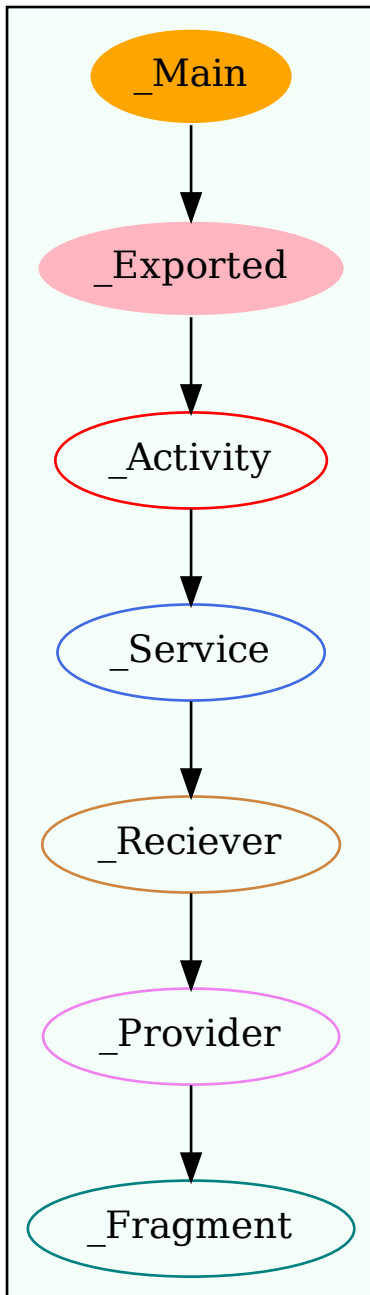 _Main
_Exported
_Activity
_Service
_Reciever
_Provider
_Fragment